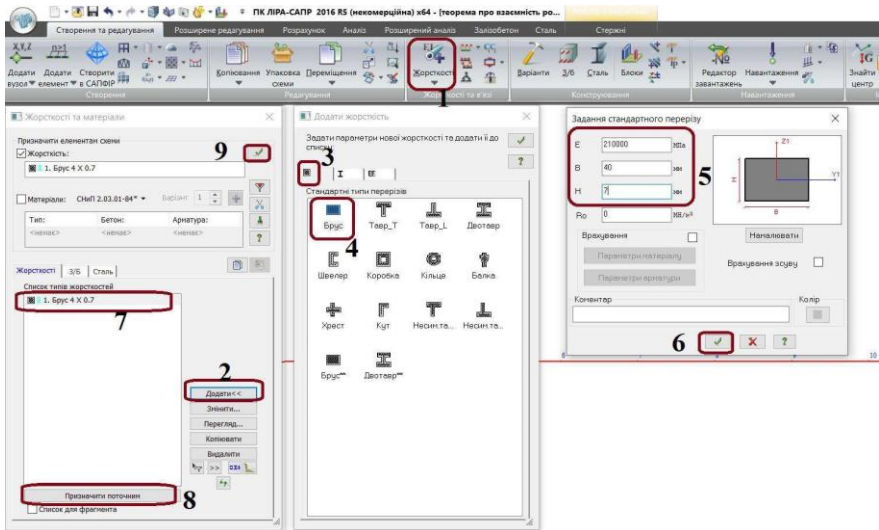 ПК ЛІРА-САПР 2016 RS (некомерційна) x64 - [теорема про взаємність ро...
Створення та редагування Розширене редагування Розрахунок Аналіз Розширений аналіз Залізобетон Сталь Стержні
X,Y,Z
Додати вузол
Додати елемент
Створити в САПФІР
Копіювання
Упаковка схеми
Переміщення
Жорсткості
Варіанти
З/Б
Сталь
Блоки
Редактор завантажень
Навантаження
Знайти центр
Створення Редагування Жорсткості та в'язі Конструювання Навантаження
1
Жорсткості та матеріали
Призначити елементам схеми
Жорсткість:
9
1. Брус 4 X 0.7
Матеріали: СНиП 2.03.01-84* Варіант 1
Тип: Бетон: Арматура:
<немає> <немає> <немає>
Жорсткості З/Б Сталь
Список типів жорсткостей
1. Брус 4 X 0.7
7
2
Додати<<
Змінити...
Перегляд...
Копіювати
Видалити
>>
Призначити поточним
8
Список для фрагмента
Додати жорсткість
Задати параметри нової жорсткості та додати її до списку:
3
Стандартні типи перерізів
Брус Тавр_Т Тавр_L Двотавр
4
Швелер Коробка Кільце Балка
Хрест Кут Несим.та... Несим.та...
Брус Двотавр
Задання стандартного перерізу
E 210000 МПа
B 40 мм
H 7 мм
5
Ro 0 кН/м³
Z1
Y1
H
B
Врахування
Параметри матеріалу
Параметри арматури
Намалювати
Врахування зсуву
Коментар
Колір
6
?
10